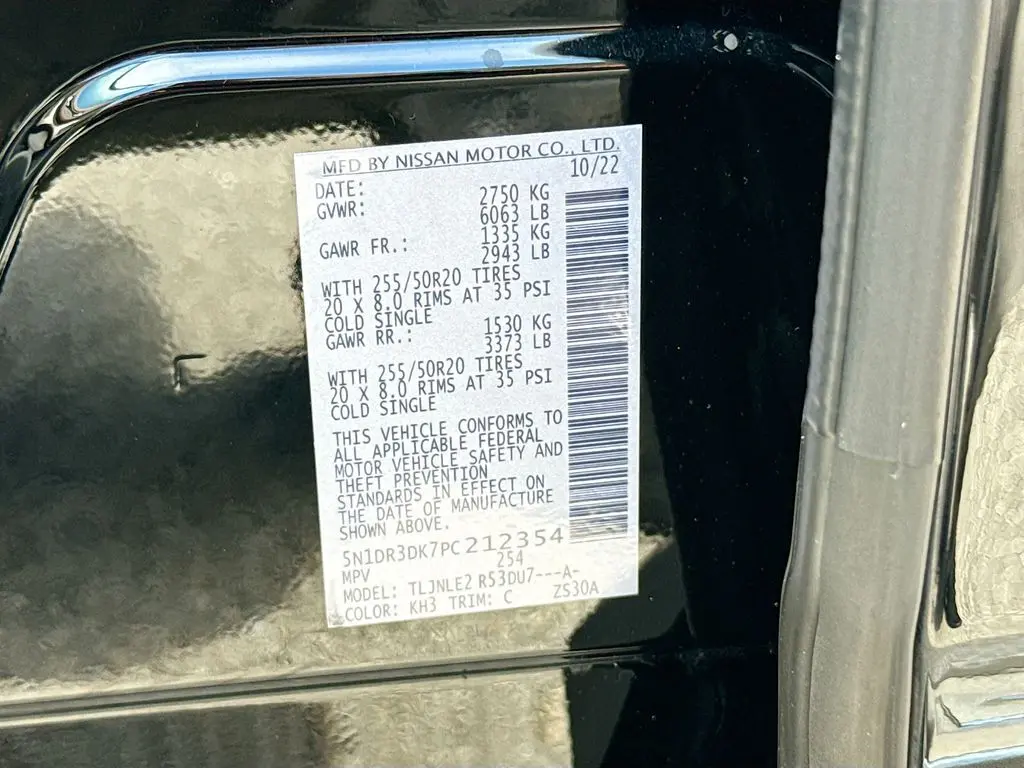 MFD BY NISSAN MOTOR CO., LTD.
DATE: 10/22
GVWR: 2750 KG
6063 LB
GAWR FR.: 1335 KG
2943 LB
WITH 255/50R20 TIRES
20 X 8.0 RIMS AT 35 PSI
COLD SINGLE
GAWR RR.: 1530 KG
3373 LB
WITH 255/50R20 TIRES
20 X 8.0 RIMS AT 35 PSI
COLD SINGLE
THIS VEHICLE CONFORMS TO
ALL APPLICABLE FEDERAL
MOTOR VEHICLE SAFETY AND
THEFT PREVENTION
STANDARDS IN EFFECT ON
THE DATE OF MANUFACTURE
SHOWN ABOVE.
5N1DR3DK7PC212354
254
MPV
MODEL: TLJNLE2 R53DU7---A-
COLOR: KH3 TRIM: C ZS30A